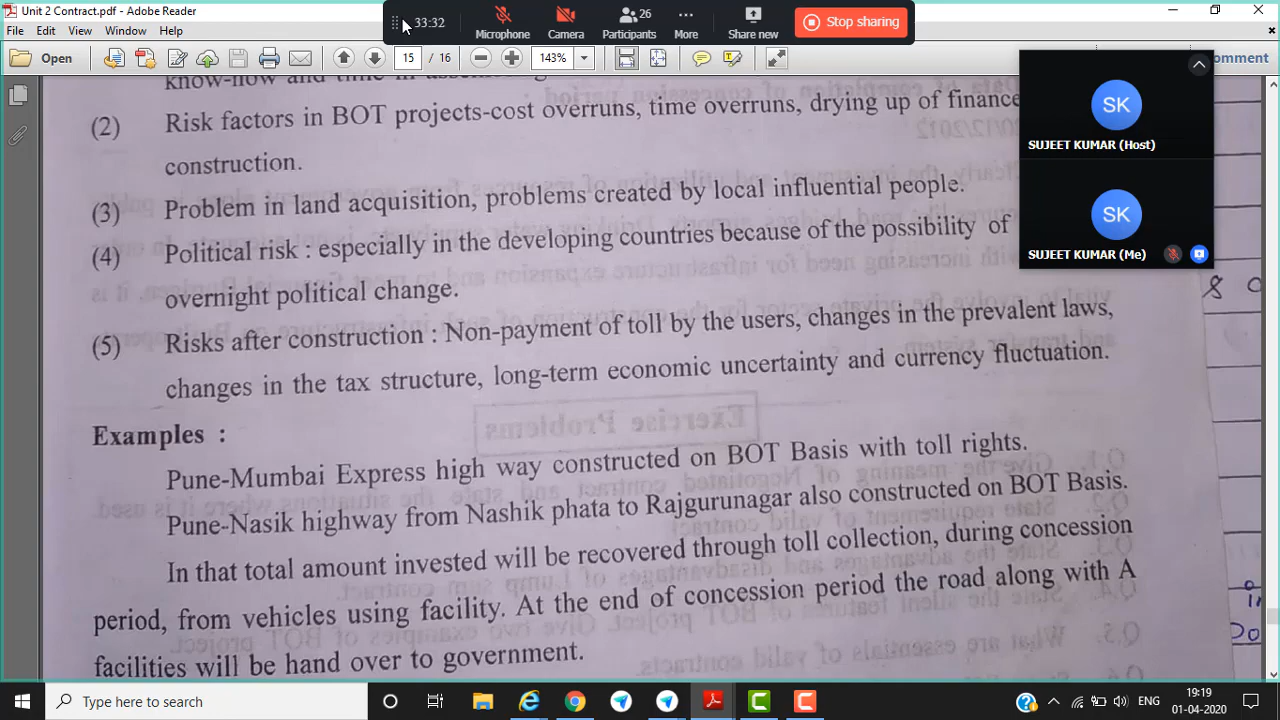 Unit 2 Contract.pdf - Adobe Reader
33:32
Microphone
Camera
26
Participants
More
Share new
Stop sharing
File Edit View Window Help
Open
15 / 16
143%
Comment
know-how and time in
(2) Risk factors in BOT projects-cost overruns, time overruns, drying up of finance
construction.
(3) Problem in land acquisition, problems created by local influential people.
(4) Political risk : especially in the developing countries because of the possibility of
overnight political change.
(5) Risks after construction : Non-payment of toll by the users, changes in the prevalent laws,
changes in the tax structure, long-term economic uncertainty and currency fluctuation.
Examples :
Pune-Mumbai Express high way constructed on BOT Basis with toll rights.
Pune-Nasik highway from Nashik phata to Rajgurunagar also constructed on BOT Basis.
In that total amount invested will be recovered through toll collection, during concession
period, from vehicles using facility. At the end of concession period the road along with A
facilities will be hand over to government.
SK
SUJEET KUMAR (Host)
SK
SUJEET KUMAR (Me)
Exercise Problems
Type here to search
ENG
19:19
01-04-2020